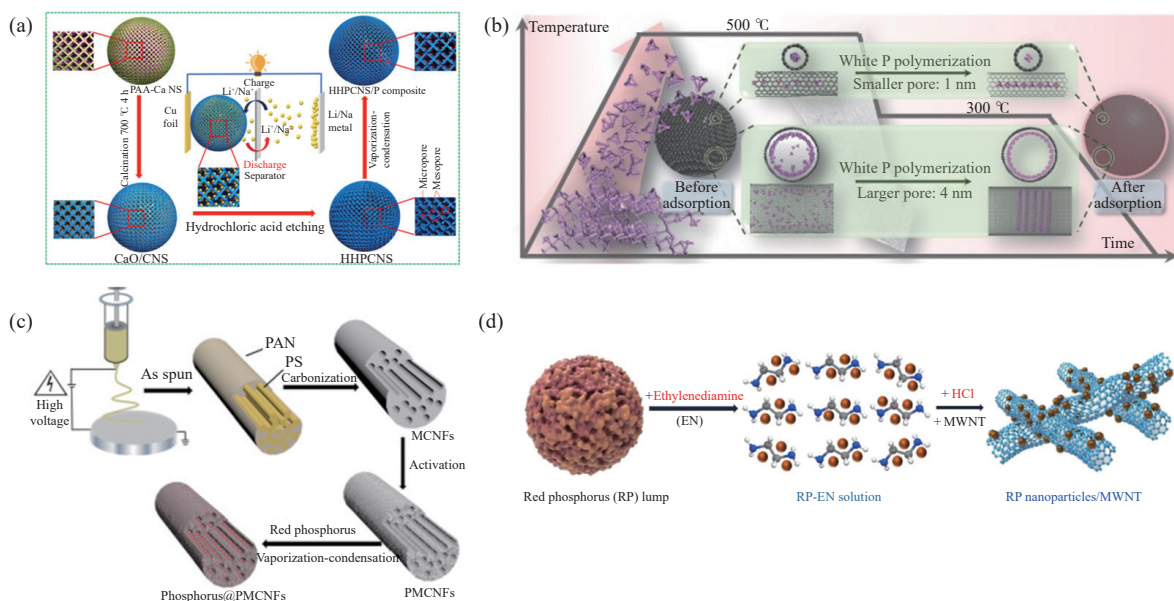 (a)
PAA-Ca NS
Calcination 700 ℃ 4 h
CaO/CNS
Hydrochloric acid etching
HHPCNS
Micropore
Mesopore
Vaporization-
condensation
HHPCNS/P composite
Charge
Li⁺/Na⁺
Cu
foil
Li⁺/Na⁺
Li/Na
metal
Discharge
Separator
(b)
Temperature
500 ℃
White P polymerization
Smaller pore: 1 nm
300 ℃
Before
adsorption
White P polymerization
Larger pore: 4 nm
After
adsorption
Time
(c)
High
voltage
As spun
PAN
PS
Carbonization
MCNFs
Activation
PMCNFs
Red phosphorus
Vaporization-condensation
Phosphorus@PMCNFs
(d)
Red phosphorus (RP) lump
+Ethylenediamine
(EN)
RP-EN solution
+ HCl
+ MWNT
RP nanoparticles/MWNT